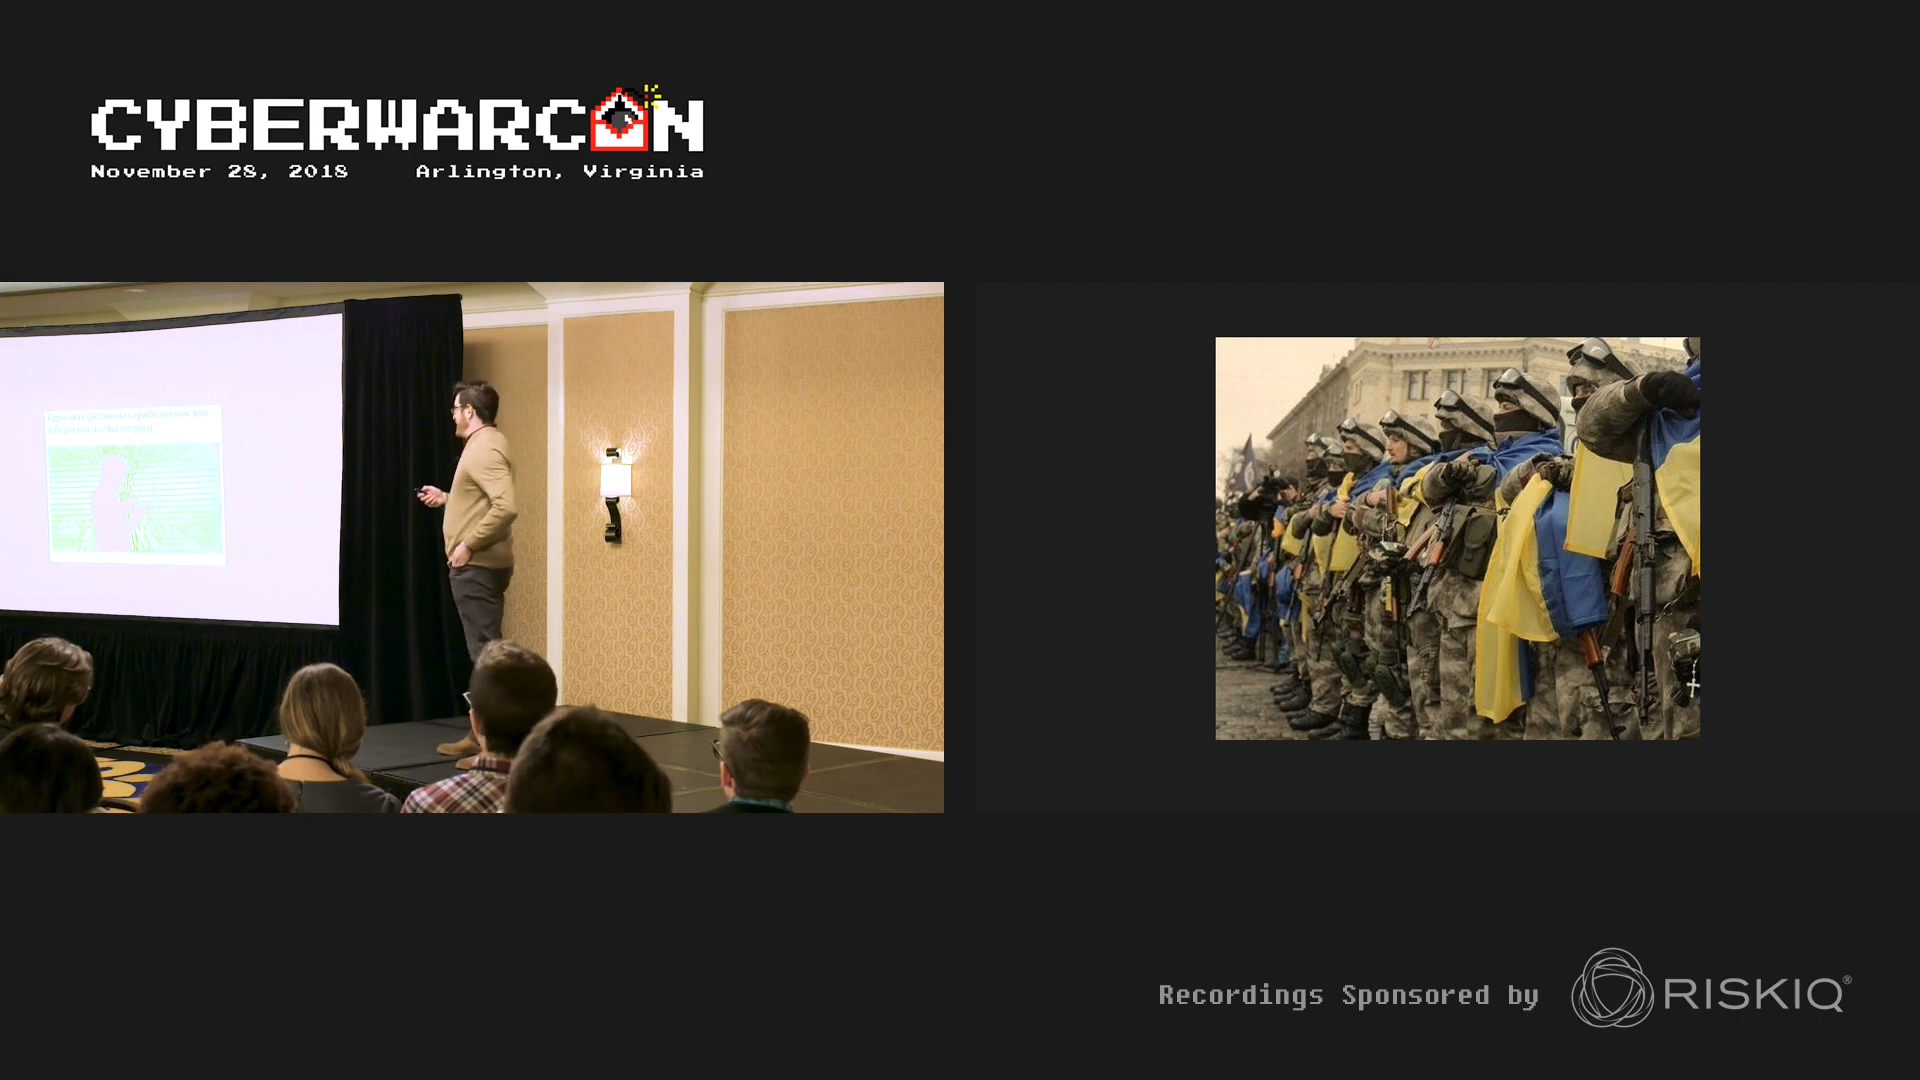 CYBERWARCON
November 28, 2018 Arlington, Virginia
Recordings Sponsored by RISKIQ®